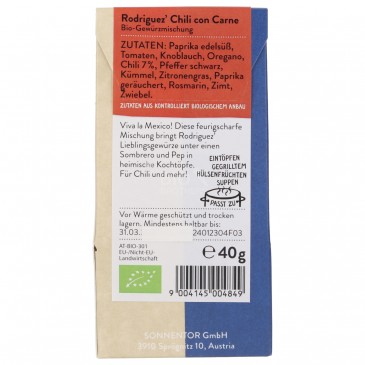 Rodriguez' Chili con Carne
Bio-Gewürzmischung
ZUTATEN: Paprika edelsüß,
Tomaten, Knoblauch, Oregano,
Chili 7%, Pfeffer schwarz,
Kümmel, Zitronengras, Paprika
geräuchert, Rosmarin, Zimt,
Zwiebel.
ZUTATEN AUS KONTROLLIERT BIOLOGISCHEM ANBAU
Viva la Mexico! Diese feurigscharfe
Mischung bringt Rodriguez'
Lieblingsgewürze unter einen
Sombrero und Pep in
heimische Kochtöpfe.
Für Chili und mehr!
EINTÖPFEN
GEGRILLTEM
HÜLSENFRÜCHTEN
SUPPEN
PASST ZU
Vor Wärme geschützt und trocken
lagern. Mindestens haltbar bis:
31.03. 24012304F03
AT-BIO-301
EU-/Nicht-EU-
Landwirtschaft
e 40g
9 004145 004849
SONNENTOR GmbH
3910 Sprögnitz 10, Austria